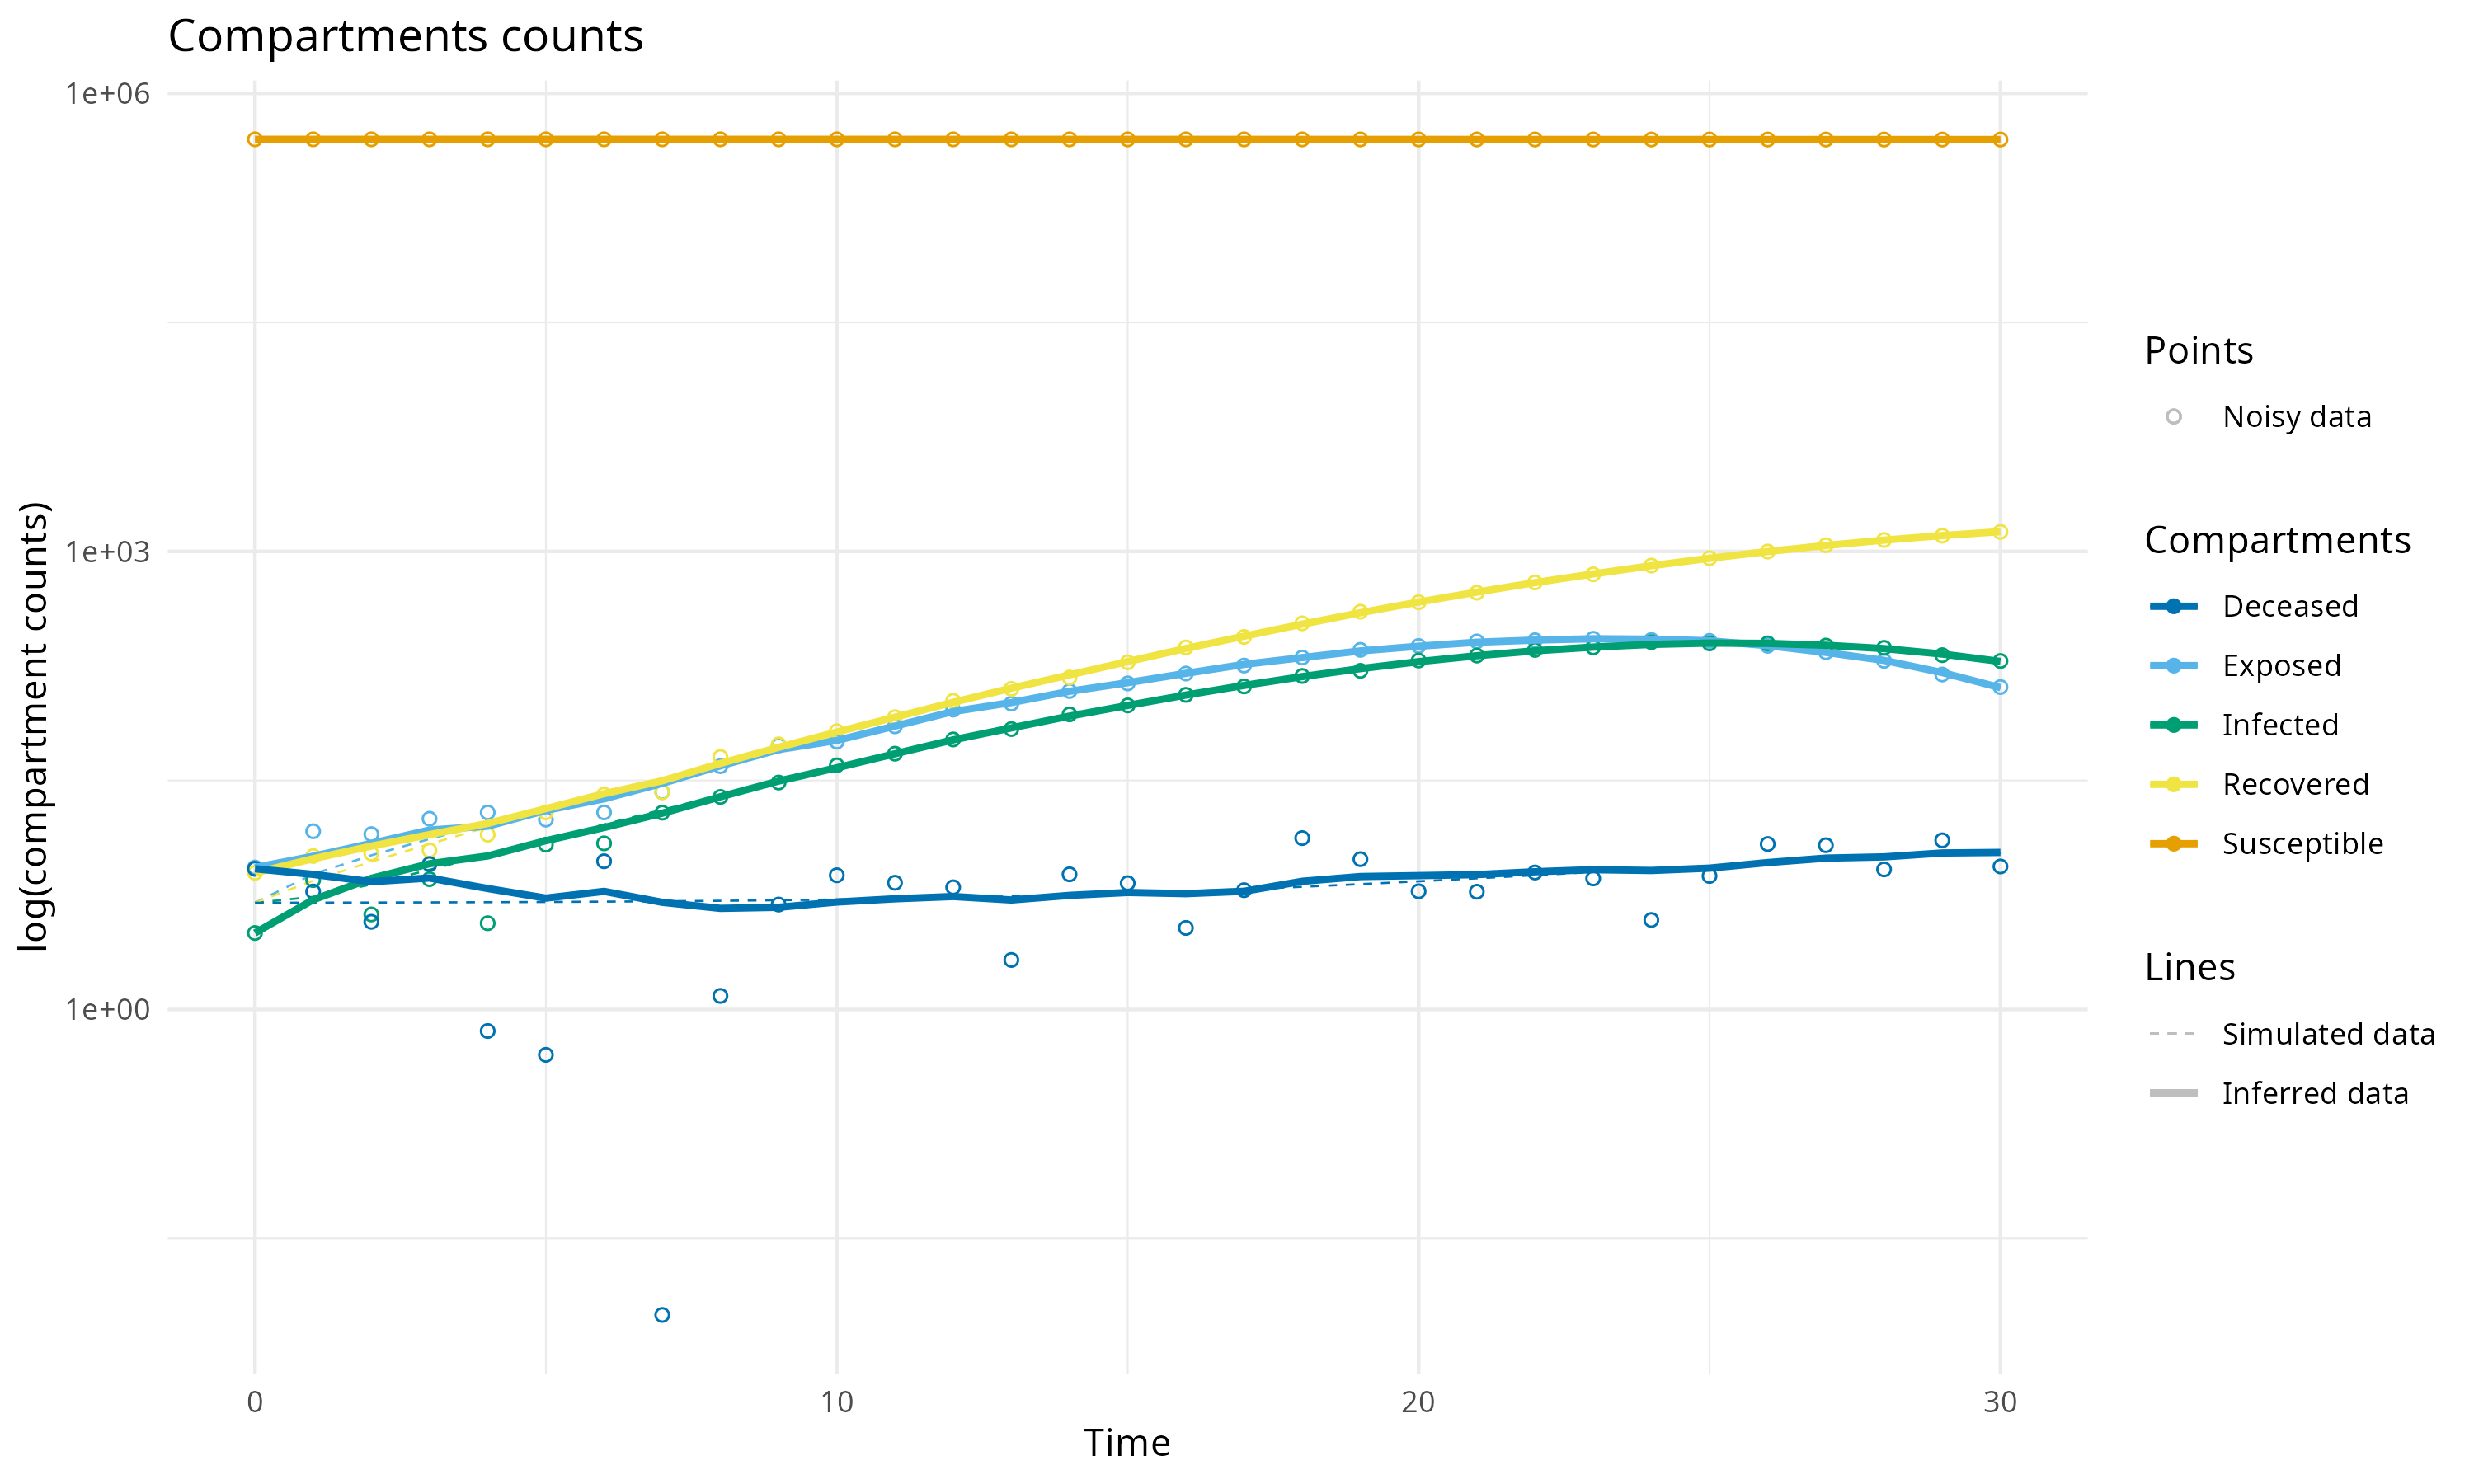 Compartments counts
log(compartment counts)
1e+06
1e+03
1e+00
0
10
20
30
Time
Points
Noisy data
Compartments
Deceased
Exposed
Infected
Recovered
Susceptible
Lines
Simulated data
Inferred data